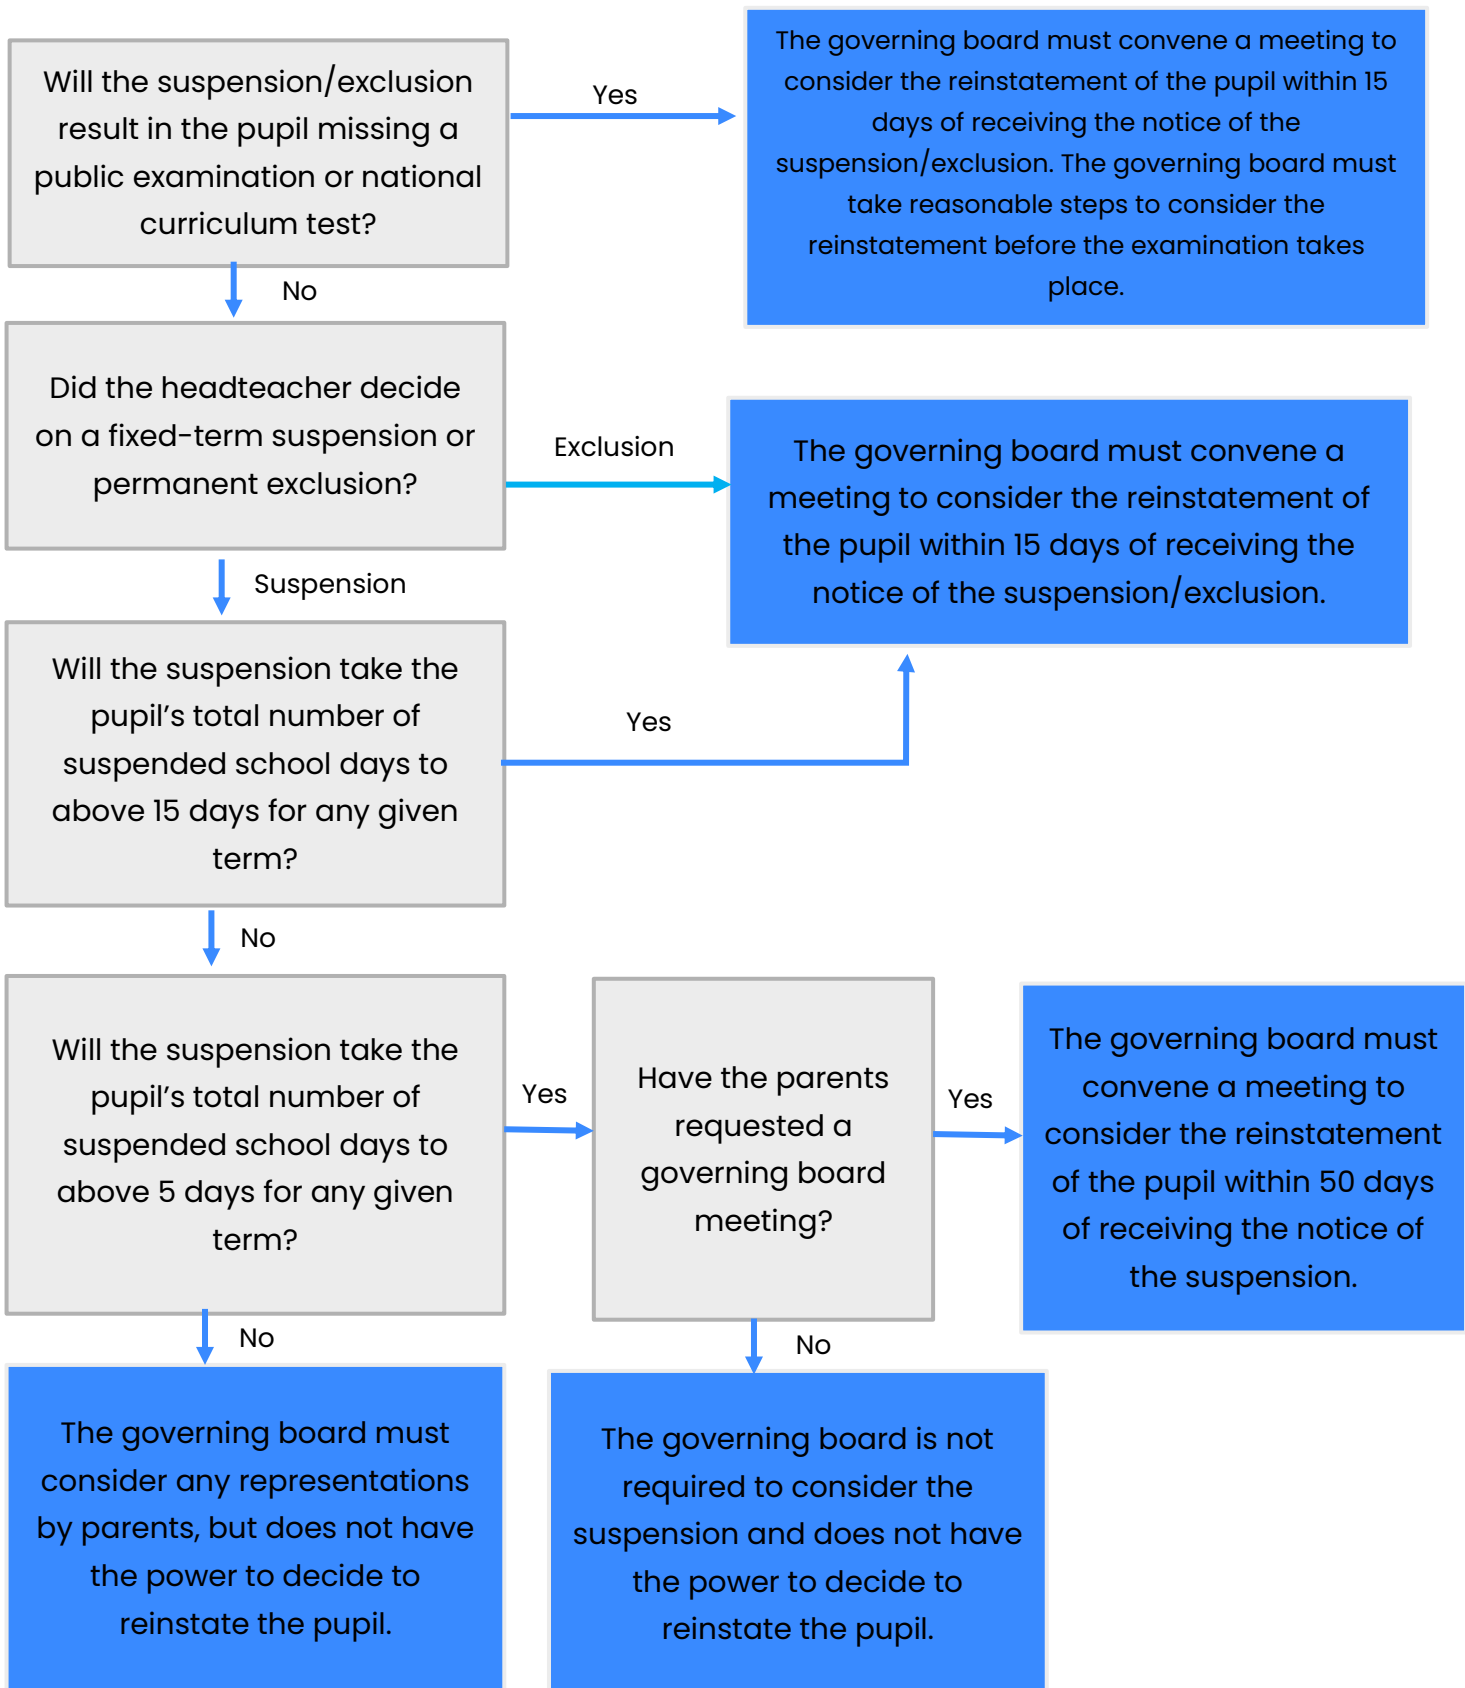 Will the suspension/exclusion
result in the pupil missing a
public examination or national
curriculum test?
Yes
The governing board must convene a meeting to
consider the reinstatement of the pupil within 15
days of receiving the notice of the
suspension/exclusion. The governing board must
take reasonable steps to consider the
reinstatement before the examination takes
place.
No
Did the headteacher decide
on a fixed-term suspension or
permanent exclusion?
Exclusion
The governing board must convene a
meeting to consider the reinstatement of
the pupil within 15 days of receiving the
notice of the suspension/exclusion.
Suspension
Will the suspension take the
pupil's total number of
suspended school days to
above 15 days for any given
term?
Yes
No
Will the suspension take the
pupil's total number of
suspended school days to
above 5 days for any given
term?
Yes
Have the parents
requested a
governing board
meeting?
Yes
The governing board must
convene a meeting to
consider the reinstatement
of the pupil within 50 days
of receiving the notice of
the suspension.
No
The governing board must
consider any representations
by parents, but does not have
the power to decide to
reinstate the pupil.
No
The governing board is not
required to consider the
suspension and does not have
the power to decide to
reinstate the pupil.